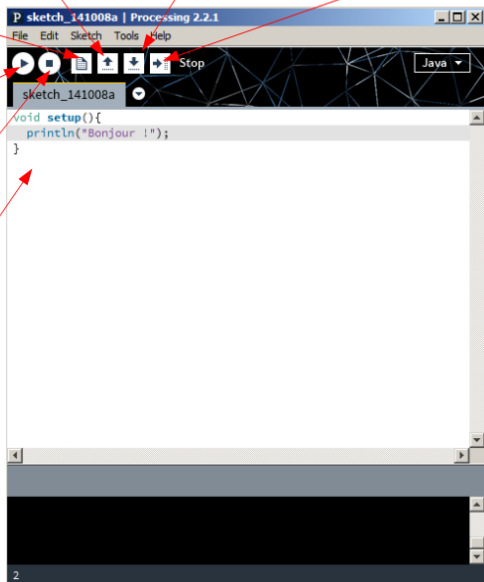 P sketch_141008a | Processing 2.2.1
File Edit Sketch Tools Help
Stop
Java
sketch_141008a
void setup(){
  println("Bonjour !");
}
2